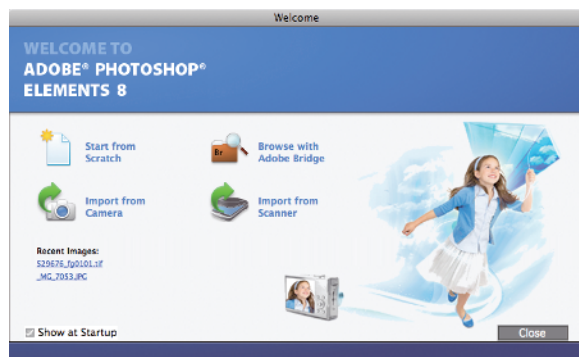 Welcome
WELCOME TO
ADOBE® PHOTOSHOP®
ELEMENTS 8
Start from
Scratch
Br
Browse with
Adobe Bridge
Import from
Camera
Import from
Scanner
Recent Images:
529676_fg0101.tif
_MG_7053.JPG
Show at Startup
Close